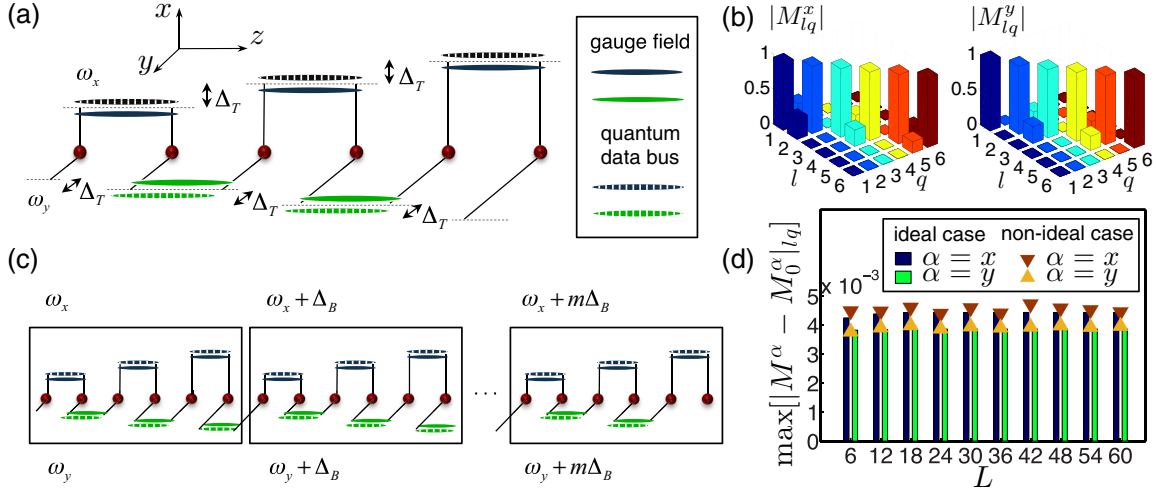 (a)
x
y
z
ω_x
Δ_T
Δ_T
ω_y
Δ_T
Δ_T
Δ_T
gauge field
quantum
data bus
(b)
|M^x_{lq}|
|M^y_{lq}|
1
0.5
0
1
2
3
4
5
6
l
1
2
3
4
5
6
q
1
0.5
0
1
2
3
4
5
6
l
1
2
3
4
5
6
q
(c)
ω_x
ω_x + Δ_B
ω_x + mΔ_B
· · ·
ω_y
ω_y + Δ_B
ω_y + mΔ_B
(d)
max[|M^α − M_0^α|_{lq}]
ideal case non-ideal case
α = x α = x
α = y α = y
x 10^{−3}
5
4
3
2
1
0
6 12 18 24 30 36 42 48 54 60
L